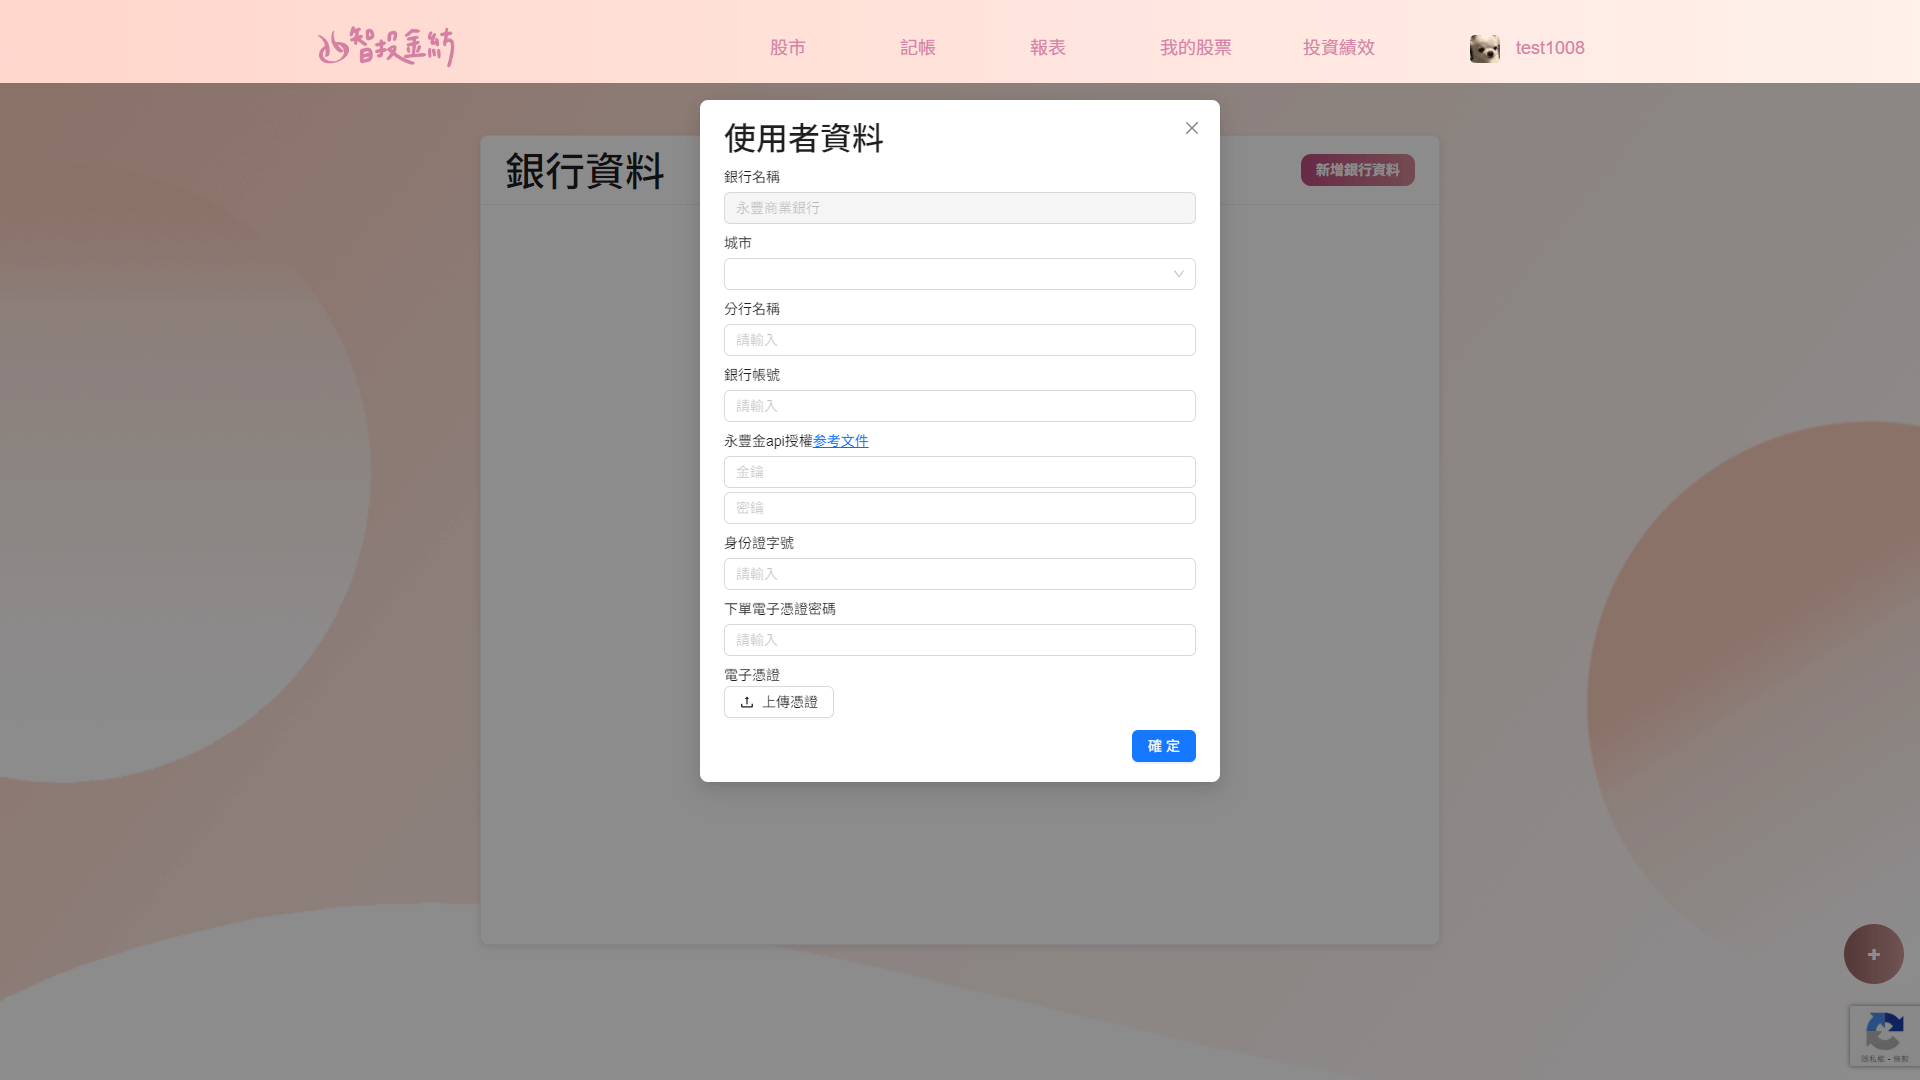 智投金紡
股市
記帳
報表
我的股票
投資績效
test1008
銀行資料
新增銀行資料
使用者資料
銀行名稱
永豐商業銀行
城市
分行名稱
請輸入
銀行帳號
請輸入
永豐金api授權参考文件
金鑰
密鑰
身份證字號
請輸入
下單電子憑證密碼
請輸入
電子憑證
上傳憑證
確 定
隱私權 - 條款